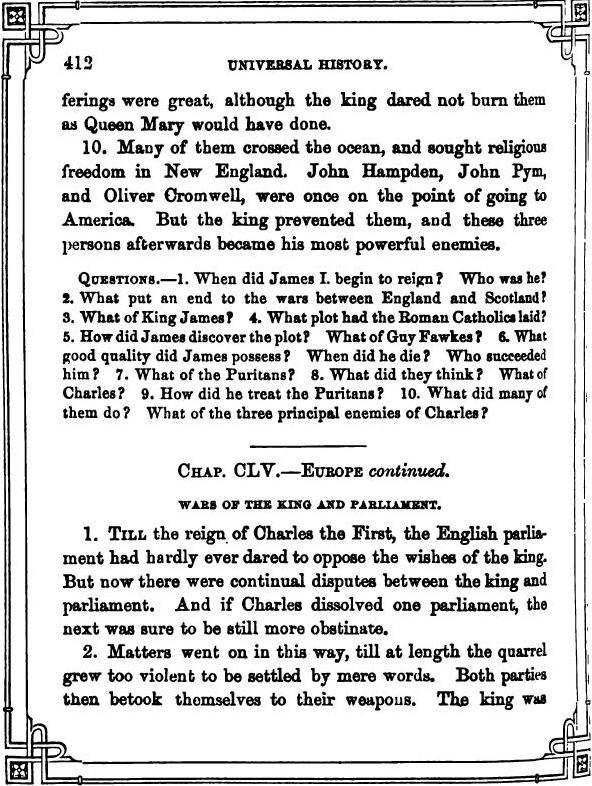 412 UNIVERSAL HISTORY.
ferings were great, although the king dared not burn them
as Queen Mary would have done.
10. Many of them crossed the ocean, and sought religious
freedom in New England. John Hampden, John Pym,
and Oliver Cromwell, were once on the point of going to
America. But the king prevented them, and these three
persons afterwards became his most powerful enemies.
QUESTIONS.—1. When did James I. begin to reign? Who was he?
2. What put an end to the wars between England and Scotland?
3. What of King James? 4. What plot had the Roman Catholics laid?
5. How did James discover the plot? What of Guy Fawkes? 6. What
good quality did James possess? When did he die? Who succeeded
him? 7. What of the Puritans? 8. What did they think? What of
Charles? 9. How did he treat the Puritans? 10. What did many of
them do? What of the three principal enemies of Charles?
CHAP. CLV.—EUROPE continued.
WARS OF THE KING AND PARLIAMENT.
1. TILL the reign of Charles the First, the English parlia-
ment had hardly ever dared to oppose the wishes of the king.
But now there were continual disputes between the king and
parliament. And if Charles dissolved one parliament, the
next was sure to be still more obstinate.
2. Matters went on in this way, till at length the quarrel
grew too violent to be settled by mere words. Both parties
then betook themselves to their weapons. The king was